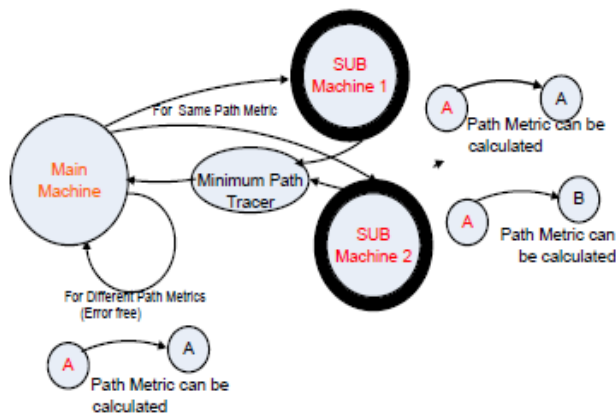 SUB
Machine 1
For Same Path Metric
A
A
Path Metric can be
calculated
Main
Machine
Minimum Path
Tracer
B
A
SUB
Machine 2
Path Metric can
be calculated
For Different Path Metrics
(Error free)
A
A
Path Metric can be
calculated